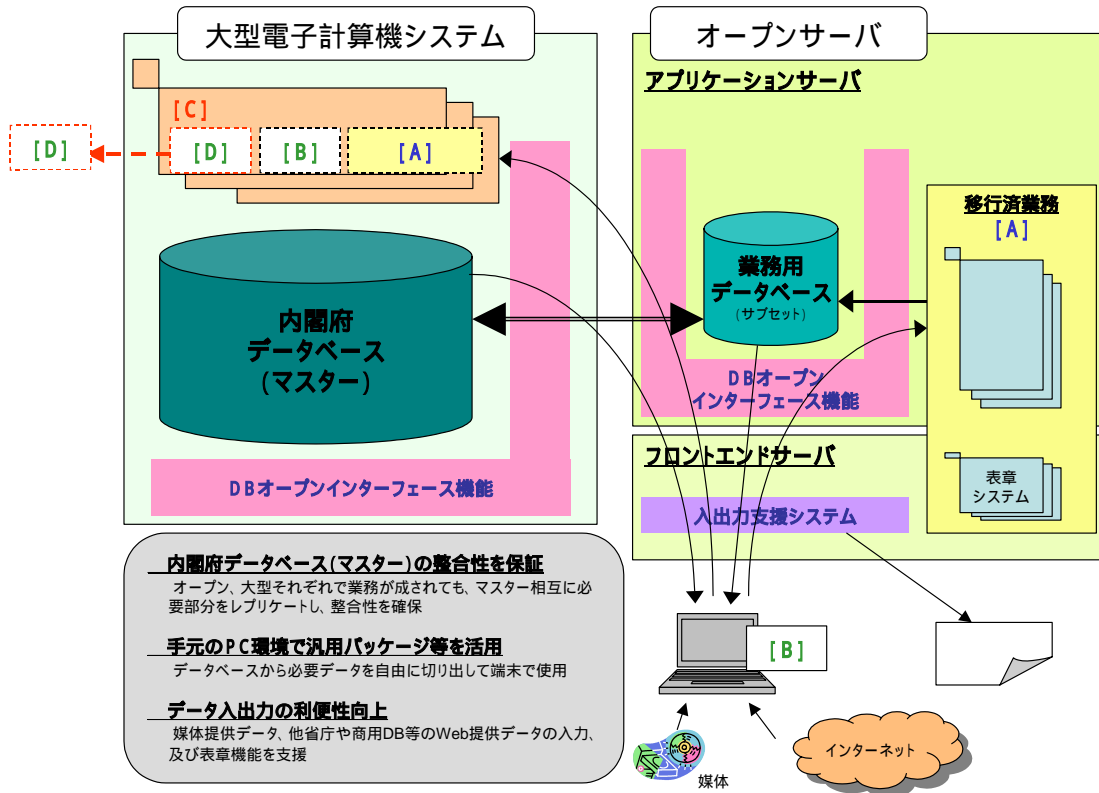 大型電子計算機システム
オープンサーバ
アプリケーションサーバ
[C]
[D]
[D]
[B]
[A]
移行済業務
[A]
業務用
データベース
(サブセット)
内閣府
データベース
(マスター)
DBオープン
インターフェース機能
フロントエンドサーバ
表章
システム
DBオープンインターフェース機能
入出力支援システム
内閣府データベース(マスター)の整合性を保証
オープン、大型それぞれで業務が成されても、マスター相互に必
要部分をレプリケートし、整合性を確保
手元のPC環境で汎用パッケージ等を活用
データベースから必要データを自由に切り出して端末で使用
データ入出力の利便性向上
媒体提供データ、他省庁や商用DB等のWeb提供データの入力、
及び表章機能を支援
[B]
インターネット
媒体